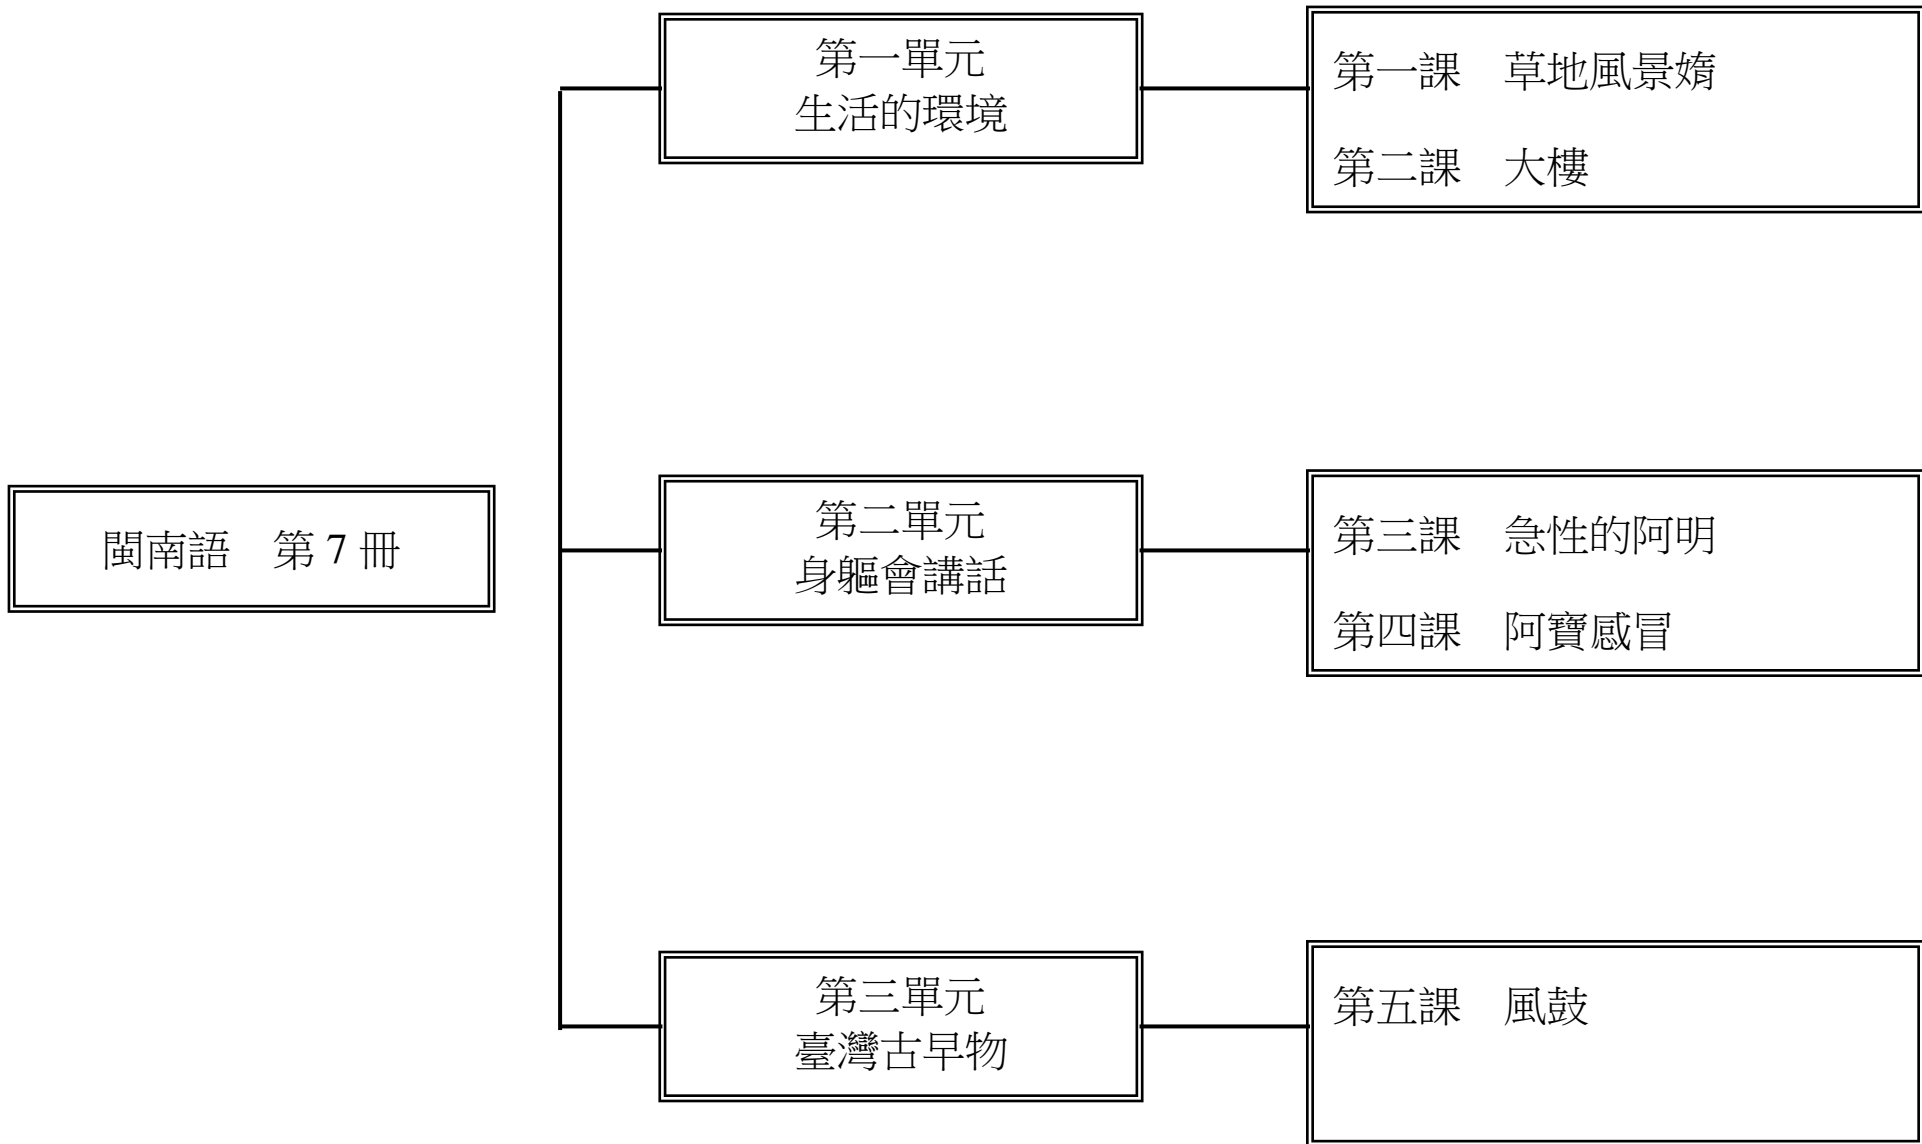 閩南語　第 7 冊
第一單元
生活的環境
第一課　草地風景媠
第二課　大樓
第二單元
身軀會講話
第三課　急性的阿明
第四課　阿寶感冒
第三單元
臺灣古早物
第五課　風鼓